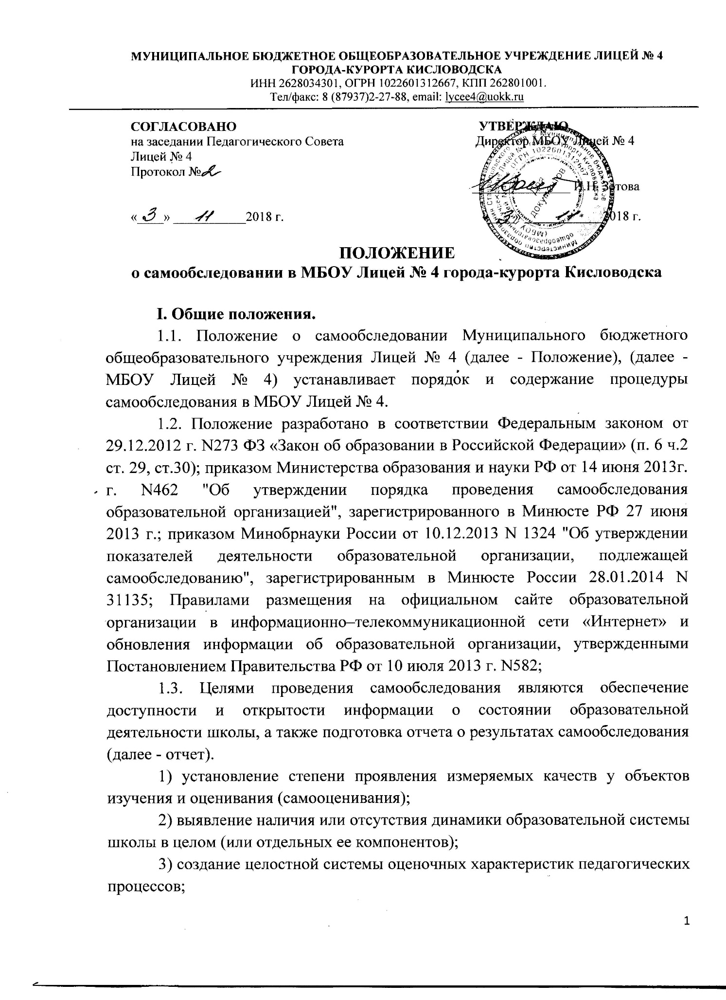 МУНИЦИПАЛЬНОЕ БЮДЖЕТНОЕ ОБЩЕОБРАЗОВАТЕЛЬНОЕ УЧРЕЖДЕНИЕ ЛИЦЕЙ № 4
ГОРОДА-КУРОРТА КИСЛОВОДСКА
ИНН 2628034301, ОГРН 1022601312667, КПП 262801001.
Тел/факс: 8 (87937)2-27-88, email: lycee4@uokk.ru
СОГЛАСОВАНО
на заседании Педагогического Совета
Лицей № 4
Протокол №2
«3» 11 2018 г.
УТВЕРЖДАЮ
Директор МБОУ Лицей № 4
Зотова
3 11 2018 г.
ОГРН 1022601312667
Для
документов
ПОЛОЖЕНИЕ
о самообследовании в МБОУ Лицей № 4 города-курорта Кисловодска
I. Общие положения.
1.1. Положение о самообследовании Муниципального бюджетного
общеобразовательного учреждения Лицей № 4 (далее - Положение), (далее -
МБОУ Лицей № 4) устанавливает порядок и содержание процедуры
самообследования в МБОУ Лицей № 4.
1.2. Положение разработано в соответствии Федеральным законом от
29.12.2012 г. N273 ФЗ «Закон об образовании в Российской Федерации» (п. 6 ч.2
ст. 29, ст.30); приказом Министерства образования и науки РФ от 14 июня 2013г.
г. N462 "Об утверждении порядка проведения самообследования
образовательной организацией", зарегистрированного в Минюсте РФ 27 июня
2013 г.; приказом Минобрнауки России от 10.12.2013 N 1324 "Об утверждении
показателей деятельности образовательной организации, подлежащей
самообследованию", зарегистрированным в Минюсте России 28.01.2014 N
31135; Правилами размещения на официальном сайте образовательной
организации в информационно–телекоммуникационной сети «Интернет» и
обновления информации об образовательной организации, утвержденными
Постановлением Правительства РФ от 10 июля 2013 г. N582;
1.3. Целями проведения самообследования являются обеспечение
доступности и открытости информации о состоянии образовательной
деятельности школы, а также подготовка отчета о результатах самообследования
(далее - отчет).
1) установление степени проявления измеряемых качеств у объектов
изучения и оценивания (самооценивания);
2) выявление наличия или отсутствия динамики образовательной системы
школы в целом (или отдельных ее компонентов);
3) создание целостной системы оценочных характеристик педагогических
процессов;
1